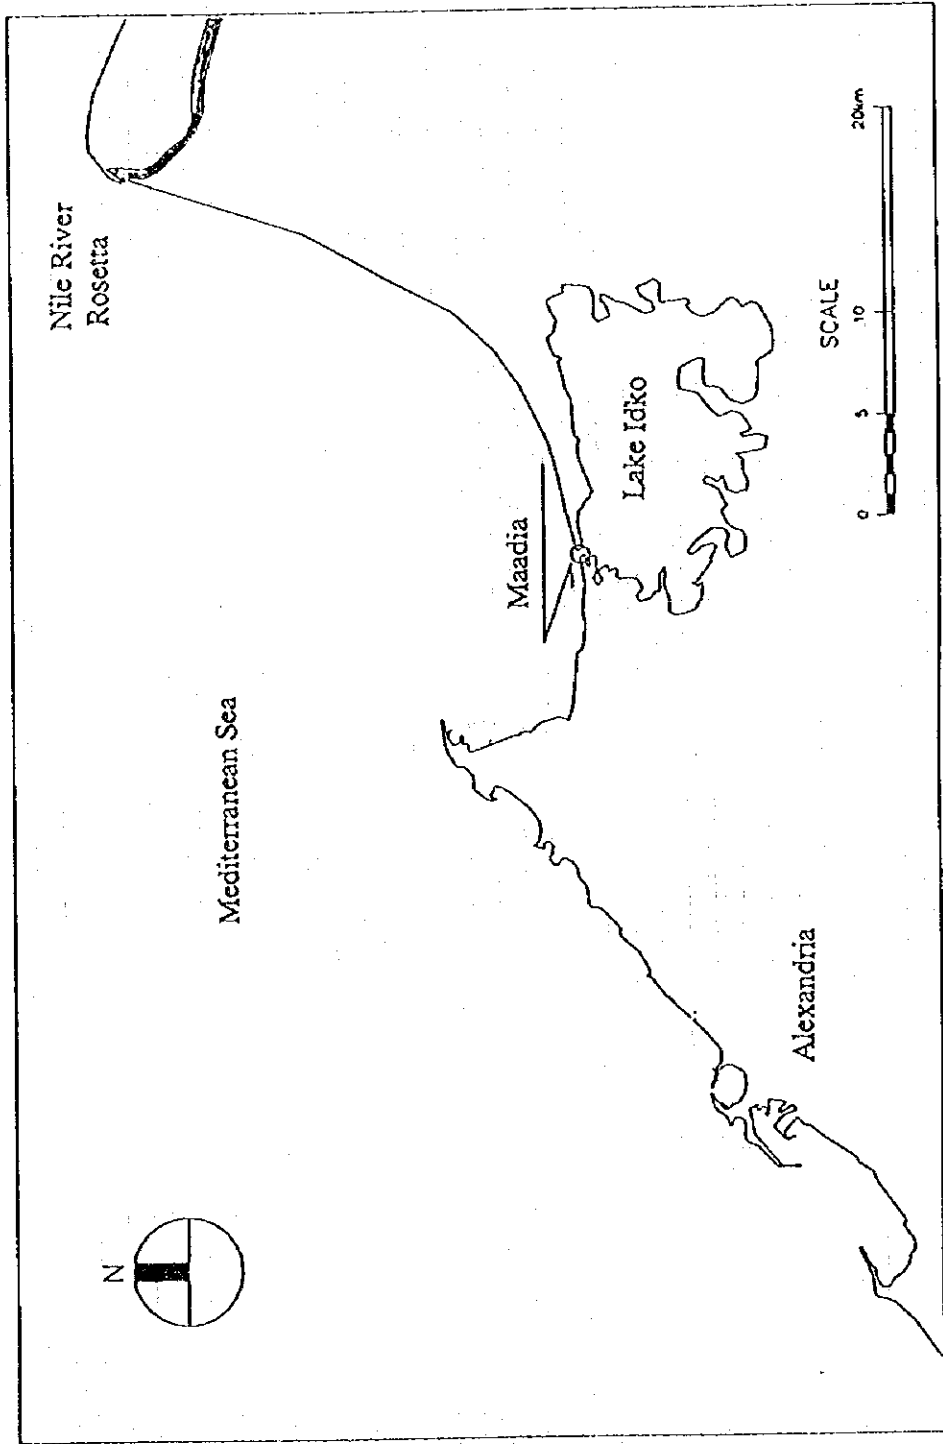 N
Nile River
Rosetta
Mediterranean Sea
Maadia
Lake Idko
Alexandria
SCALE
0 5 10 20km